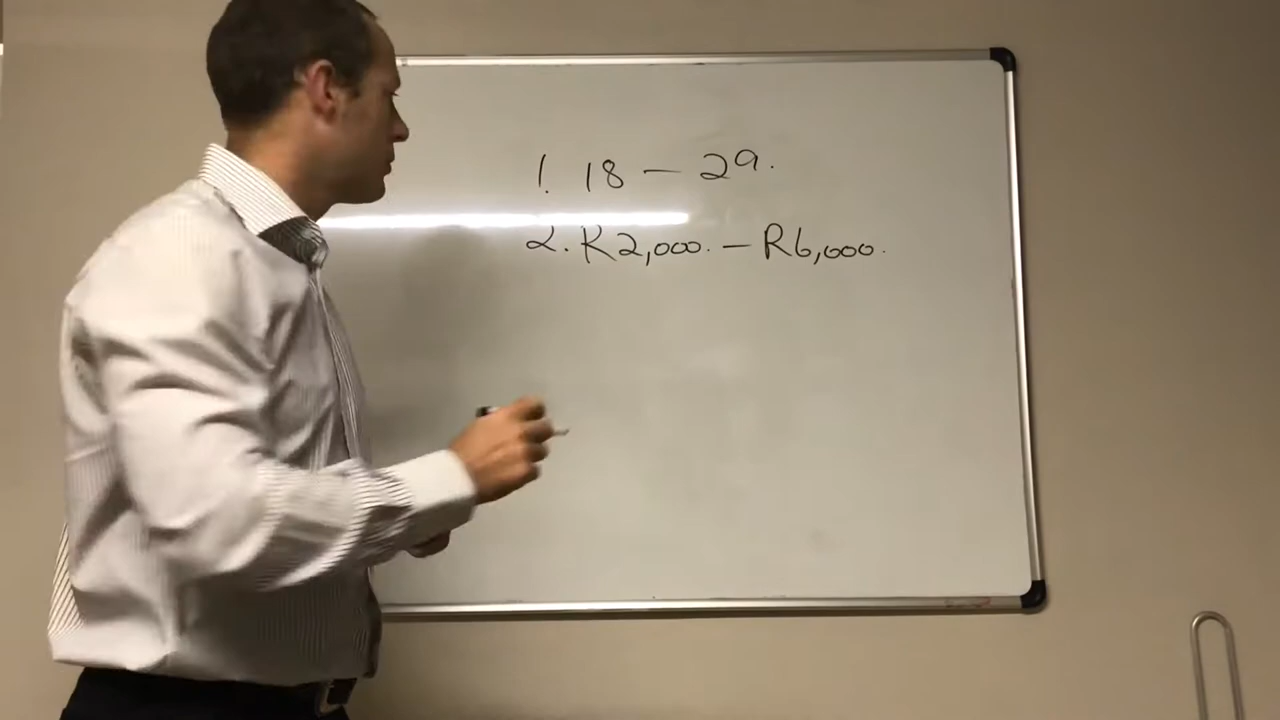 1. 18 - 29.
2. R2,000. - R6,000.